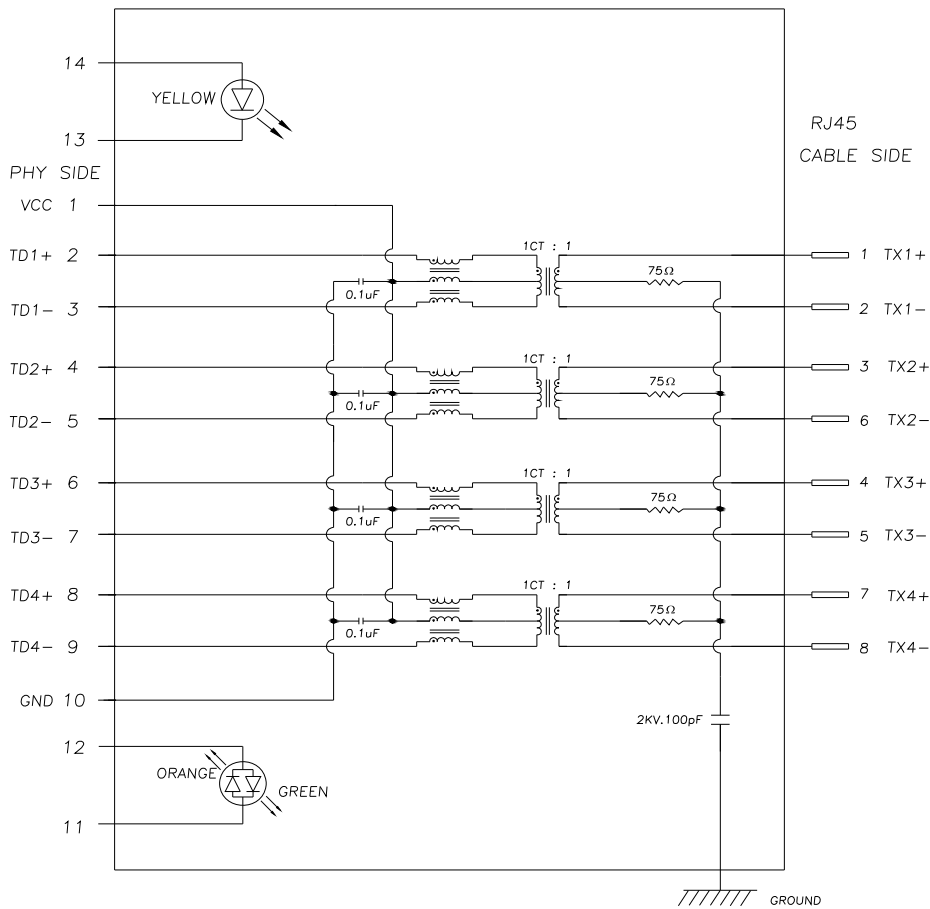 14
YELLOW
13
RJ45
CABLE SIDE
PHY SIDE
VCC 1
1CT : 1
TD1+ 2
1 TX1+
75Ω
0.1uF
TD1- 3
2 TX1-
1CT : 1
TD2+ 4
3 TX2+
75Ω
0.1uF
TD2- 5
6 TX2-
1CT : 1
TD3+ 6
4 TX3+
75Ω
0.1uF
TD3- 7
5 TX3-
1CT : 1
TD4+ 8
7 TX4+
75Ω
0.1uF
TD4- 9
8 TX4-
GND 10
2KV.100pF
12
ORANGE
GREEN
11
GROUND